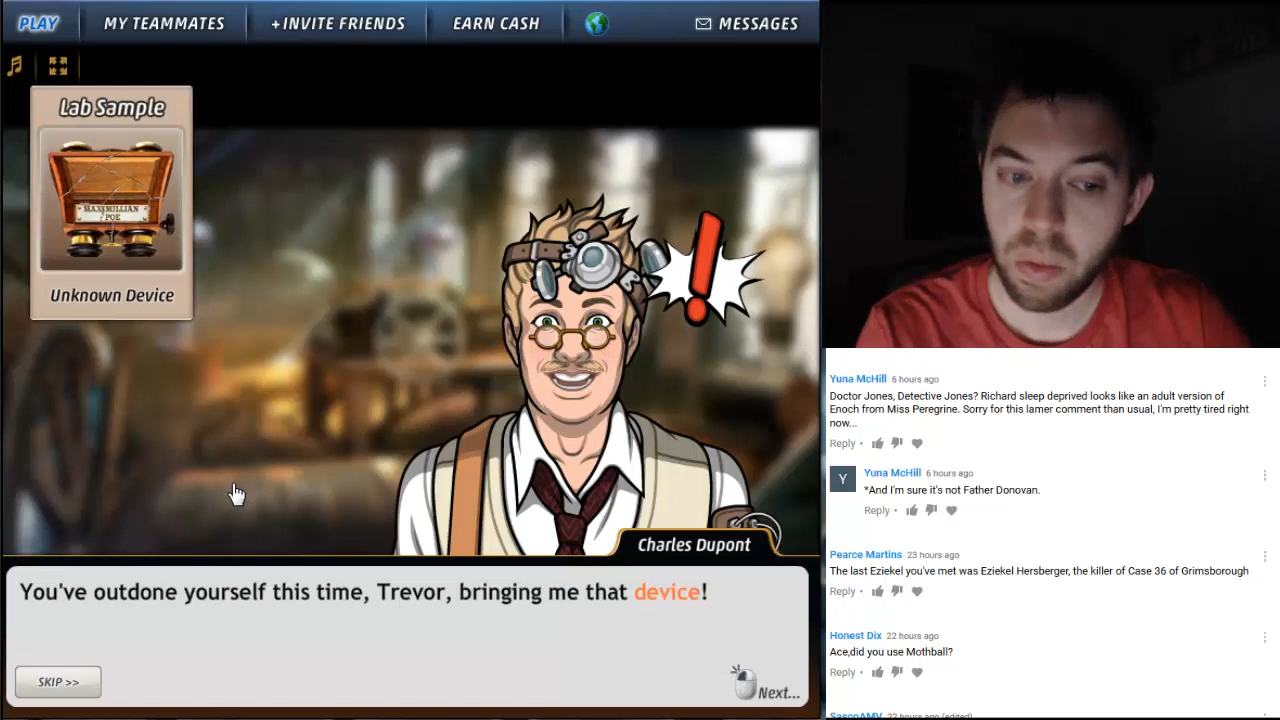 PLAY
MY TEAMMATES
+INVITE FRIENDS
EARN CASH
MESSAGES
Lab Sample
MAXIMILLIAN
POE
Unknown Device
Charles Dupont
You've outdone yourself this time, Trevor, bringing me that device!
SKIP >>
Next...
Yuna McHill 6 hours ago
Doctor Jones, Detective Jones? Richard sleep deprived looks like an adult version of
Enoch from Miss Peregrine. Sorry for this lamer comment than usual, I'm pretty tired right
now...
Reply
Y
Yuna McHill 6 hours ago
*And I'm sure it's not Father Donovan.
Reply
Pearce Martins 23 hours ago
The last Eziekel you've met was Eziekel Hersberger, the killer of Case 36 of Grimsborough
Reply
Honest Dix 22 hours ago
Ace,did you use Mothball?
Reply
SascoAMV 22 hours ago (edited)